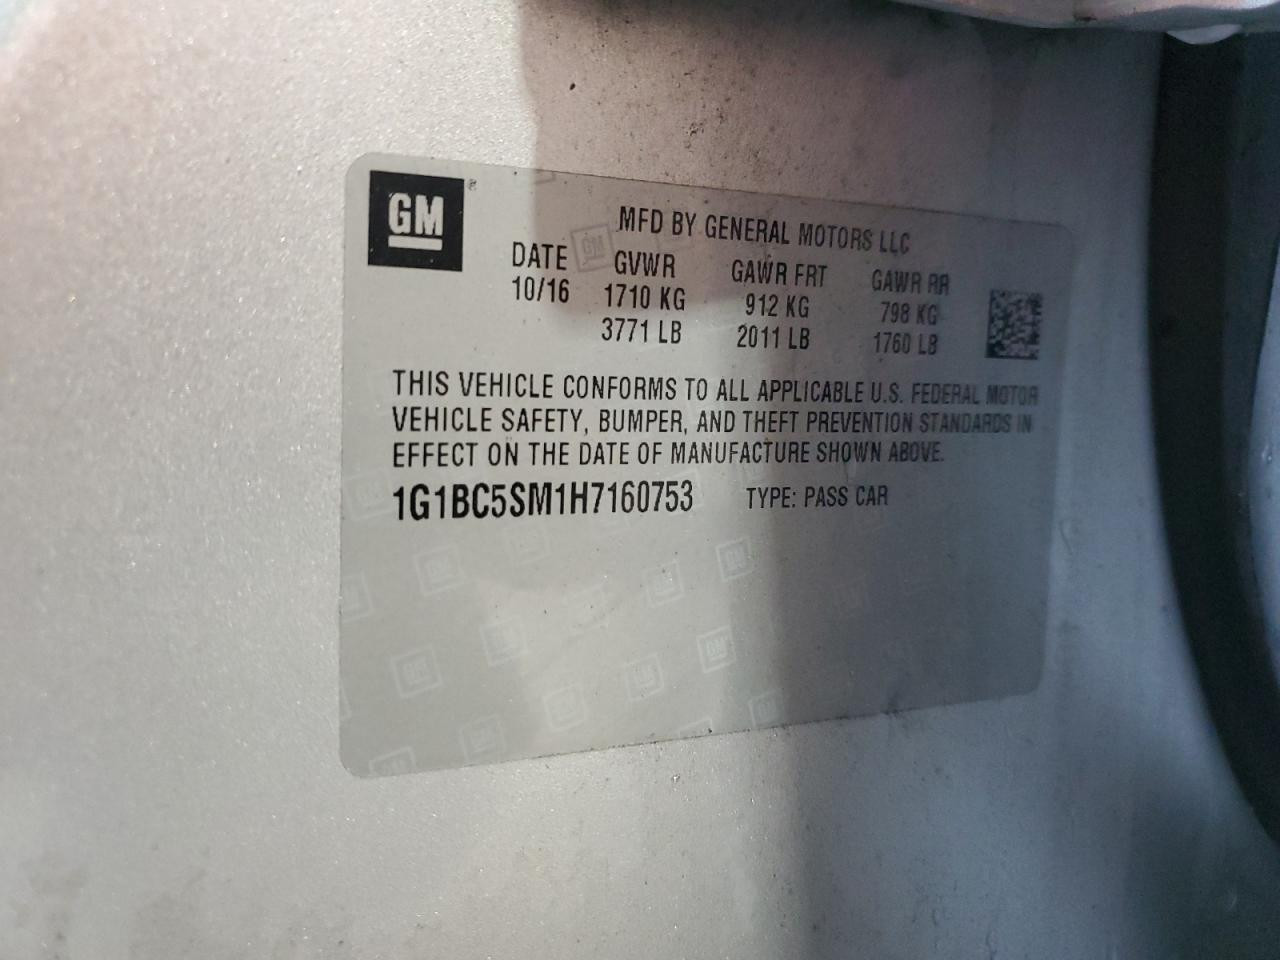 GM
MFD BY GENERAL MOTORS LLC
DATE GVWR GAWR FRT GAWR RR
10/16 1710 KG 912 KG 798 KG
3771 LB 2011 LB 1760 LB
THIS VEHICLE CONFORMS TO ALL APPLICABLE U.S. FEDERAL MOTOR
VEHICLE SAFETY, BUMPER, AND THEFT PREVENTION STANDARDS IN
EFFECT ON THE DATE OF MANUFACTURE SHOWN ABOVE.
1G1BC5SM1H7160753 TYPE: PASS CAR